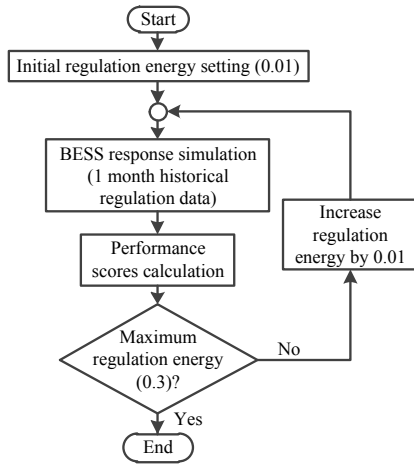 Start
Initial regulation energy setting (0.01)
BESS response simulation
(1 month historical
regulation data)
Performance
scores calculation
Increase
regulation
energy by 0.01
Maximum
regulation energy
(0.3)?
No
Yes
End